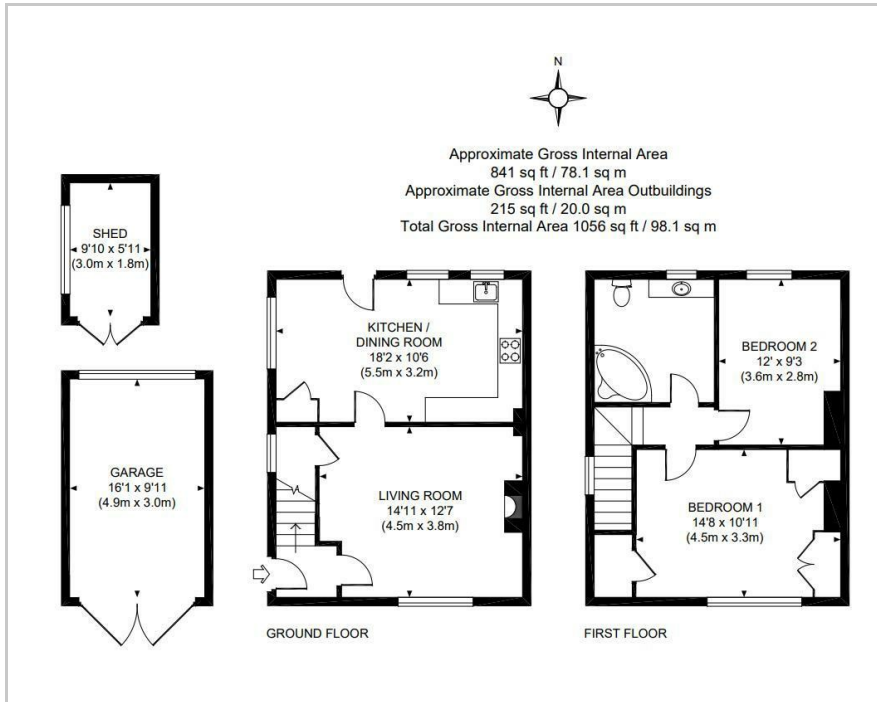 N
Approximate Gross Internal Area
841 sq ft / 78.1 sq m
Approximate Gross Internal Area Outbuildings
215 sq ft / 20.0 sq m
Total Gross Internal Area 1056 sq ft / 98.1 sq m
SHED
9'10 x 5'11
(3.0m x 1.8m)
GARAGE
16'1 x 9'11
(4.9m x 3.0m)
KITCHEN /
DINING ROOM
18'2 x 10'6
(5.5m x 3.2m)
LIVING ROOM
14'11 x 12'7
(4.5m x 3.8m)
GROUND FLOOR
BEDROOM 2
12' x 9'3
(3.6m x 2.8m)
BEDROOM 1
14'8 x 10'11
(4.5m x 3.3m)
FIRST FLOOR